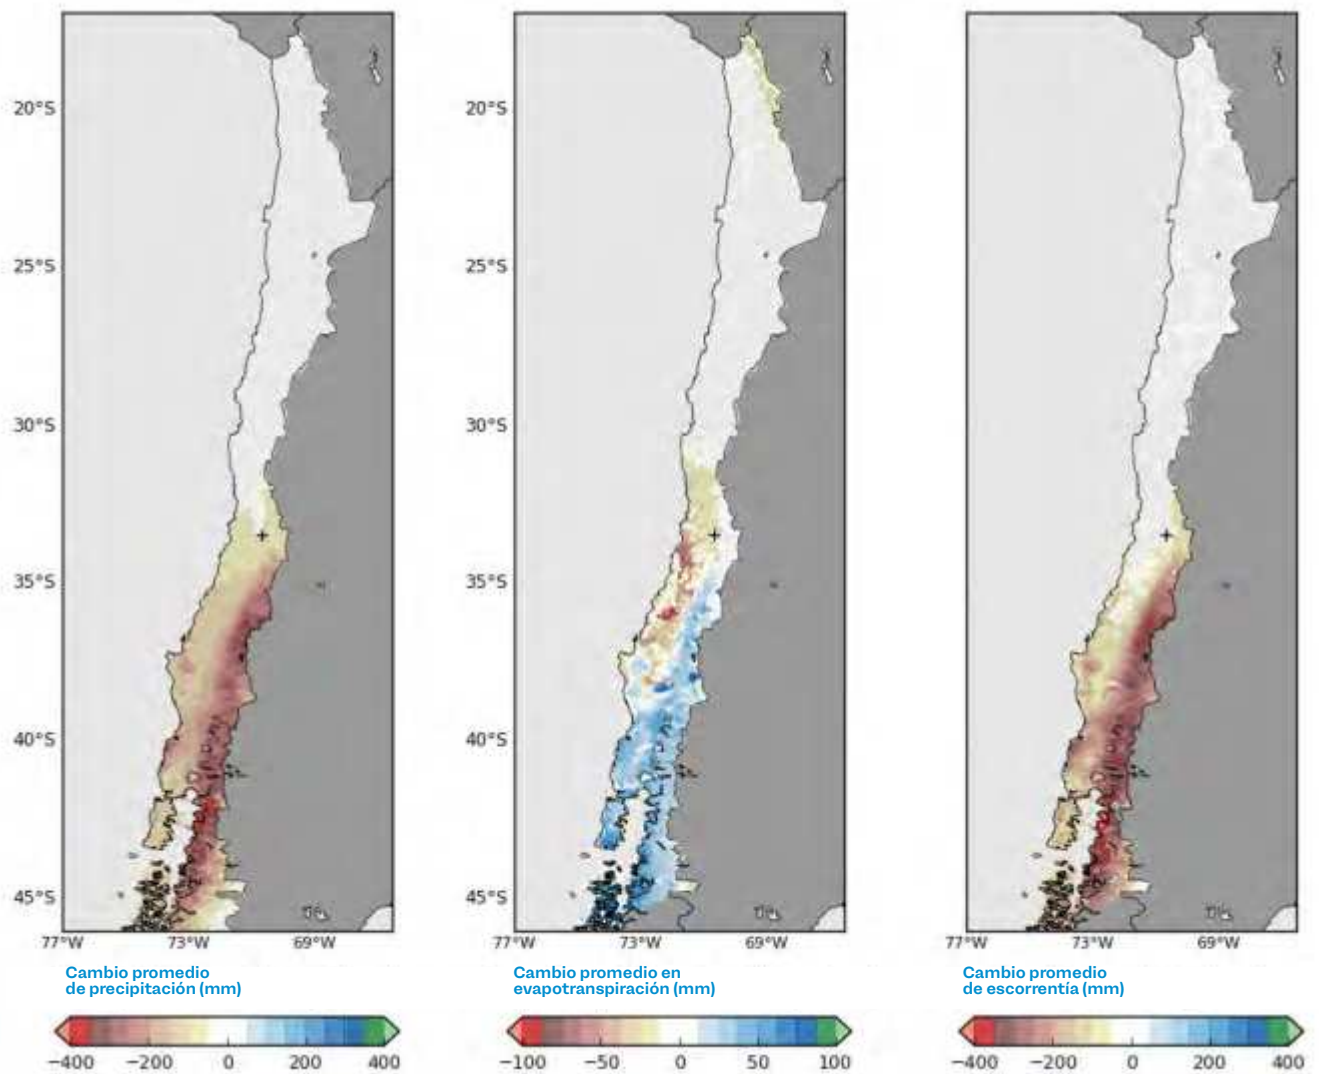 20°S
25°S
30°S
35°S
40°S
45°S
77°W 73°W 69°W
Cambio promedio
de precipitación (mm)
−400 −200 0 200 400
20°S
25°S
30°S
35°S
40°S
45°S
77°W 73°W 69°W
Cambio promedio en
evapotranspiración (mm)
−100 −50 0 50 100
77°W 73°W 69°W
Cambio promedio
de escorrentía (mm)
−400 −200 0 200 400